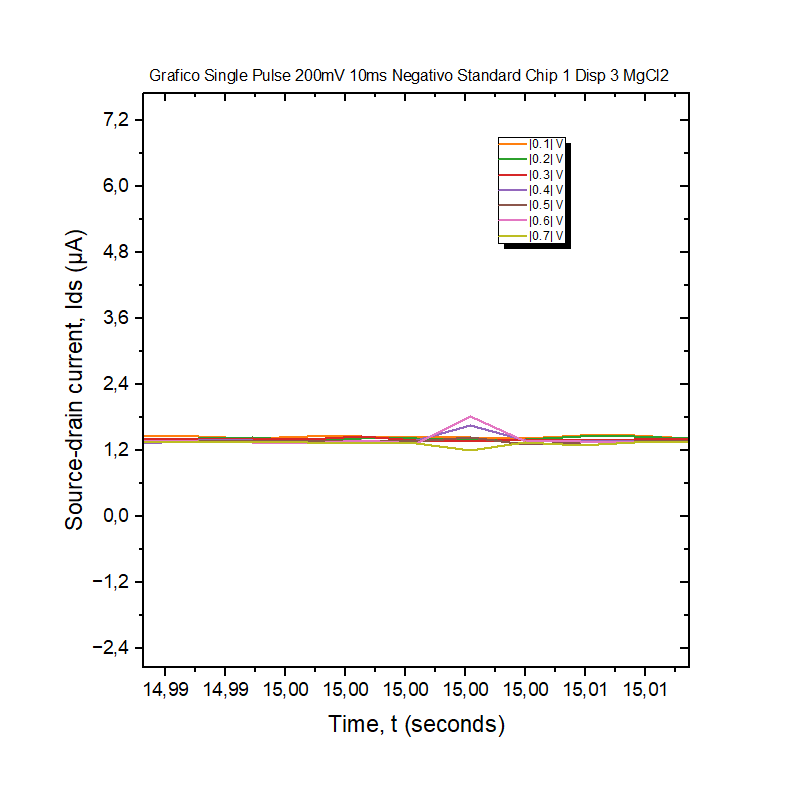 Grafico Single Pulse 200mV 10ms Negativo Standard Chip 1 Disp 3 MgCl2
|0.1| V
|0.2| V
|0.3| V
|0.4| V
|0.5| V
|0.6| V
|0.7| V
7,2
6,0
4,8
3,6
2,4
1,2
0,0
−1,2
−2,4
Source-drain current, Ids (µA)
14,99 14,99 15,00 15,00 15,00 15,00 15,00 15,01 15,01
Time, t (seconds)